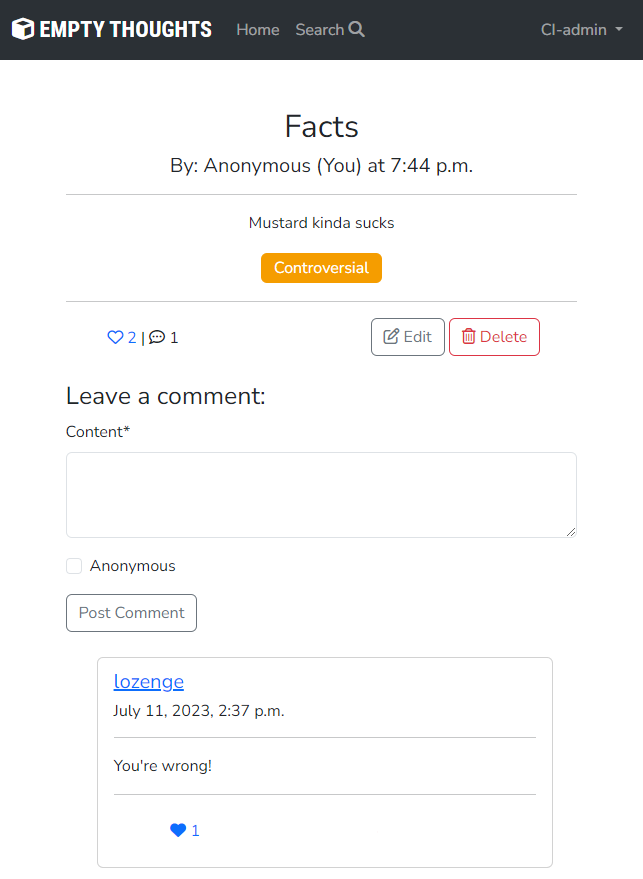 EMPTY THOUGHTS Home Search CI-admin
Facts
By: Anonymous (You) at 7:44 p.m.
Mustard kinda sucks
Controversial
2 | 1 Edit Delete
Leave a comment:
Content*
Anonymous
Post Comment
lozenge
July 11, 2023, 2:37 p.m.
You're wrong!
1